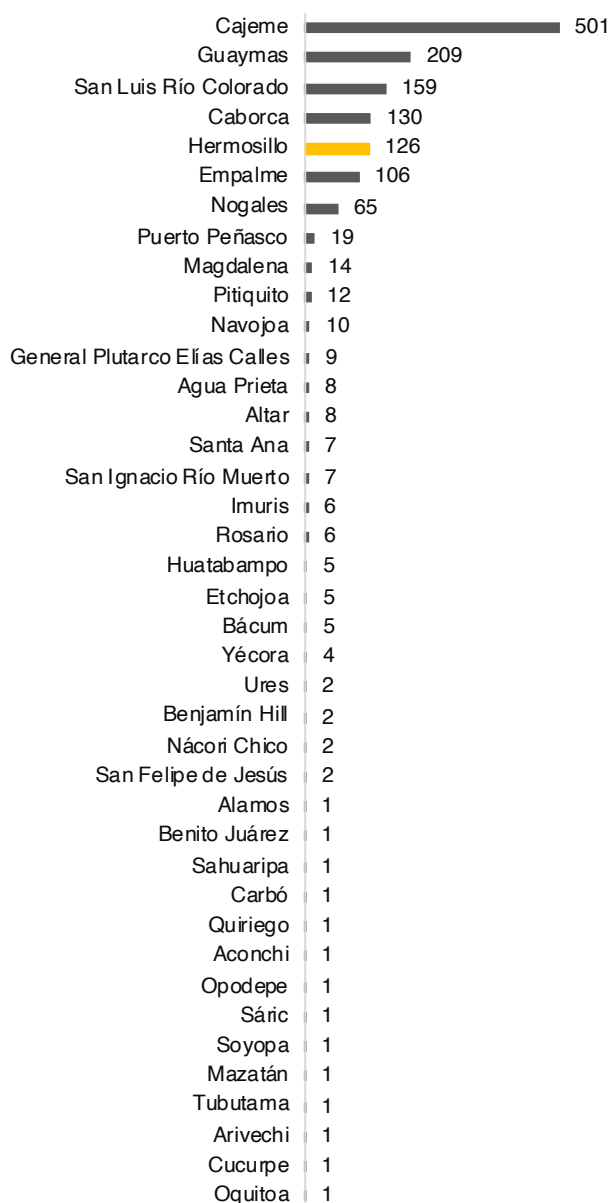 Cajeme 501
Guaymas 209
San Luis Río Colorado 159
Caborca 130
Hermosillo 126
Empalme 106
Nogales 65
Puerto Peñasco 19
Magdalena 14
Pitiquito 12
Navojoa 10
General Plutarco Elías Calles 9
Agua Prieta 8
Altar 8
Santa Ana 7
San Ignacio Río Muerto 7
Imuris 6
Rosario 6
Huatabampo 5
Etchojoa 5
Bácum 5
Yécora 4
Ures 2
Benjamín Hill 2
Nácori Chico 2
San Felipe de Jesús 2
Alamos 1
Benito Juárez 1
Sahuaripa 1
Carbó 1
Quiriego 1
Aconchi 1
Opodepe 1
Sáric 1
Soyopa 1
Mazatán 1
Tubutama 1
Arivechi 1
Cucurpe 1
Oquitoa 1